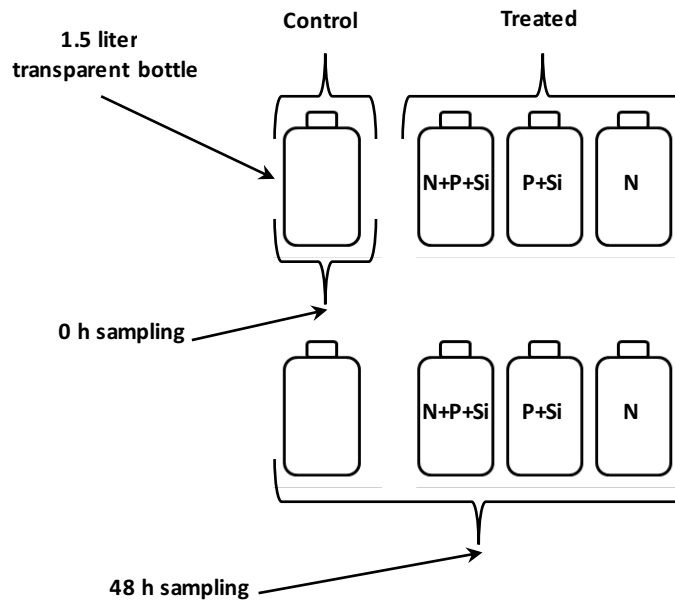 Control
Treated
1.5 liter
transparent bottle
N+P+Si
P+Si
N
0 h sampling
N+P+Si
P+Si
N
48 h sampling